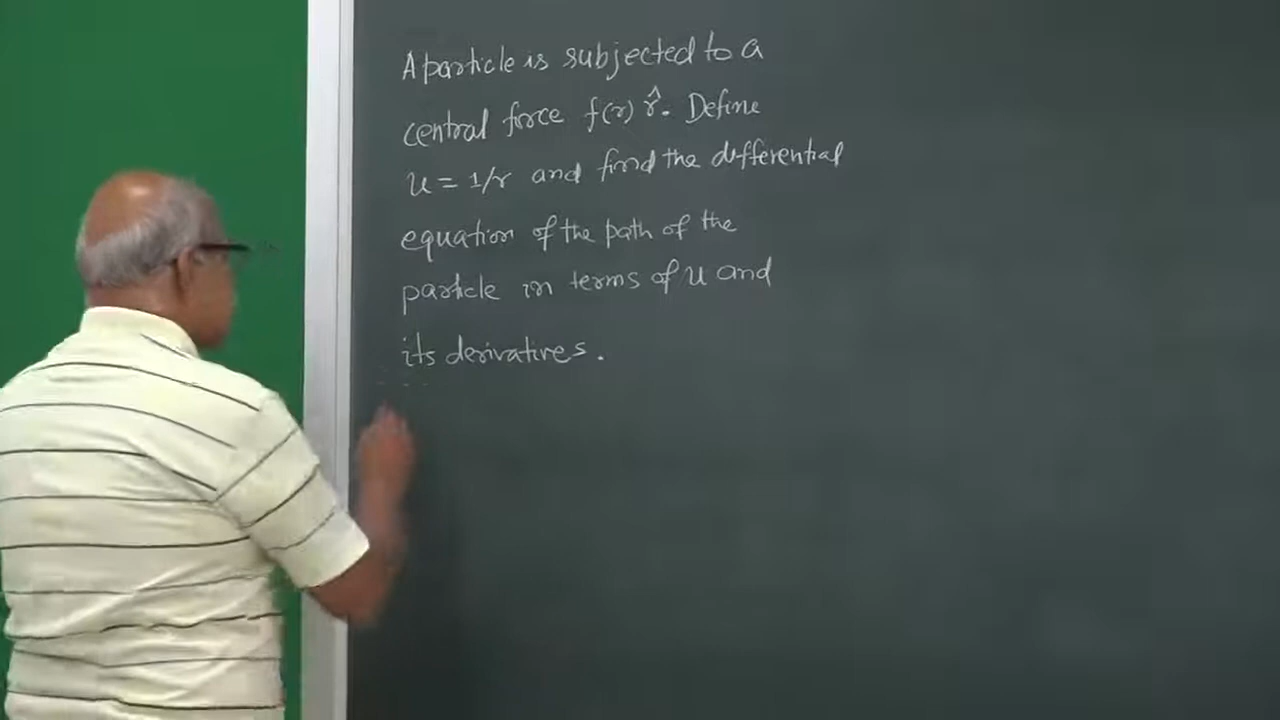 A particle is subjected to a
central force f(r) r̂. Define
u = 1/r and find the differential
equation of the path of the
particle in terms of u and
its derivatives.